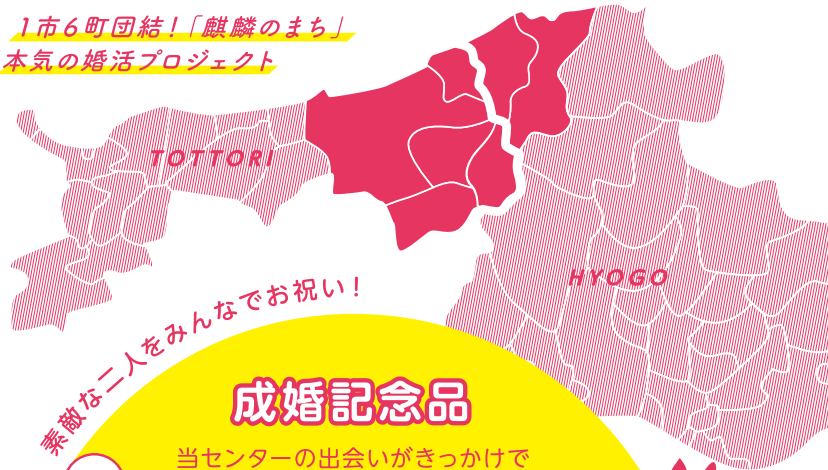 1市6町団結！「麒麟のまち」
本気の婚活プロジェクト
TOTTORI
HYOGO
素敵な二人をみんなでお祝い！
成婚記念品
当センターの出会いがきっかけで